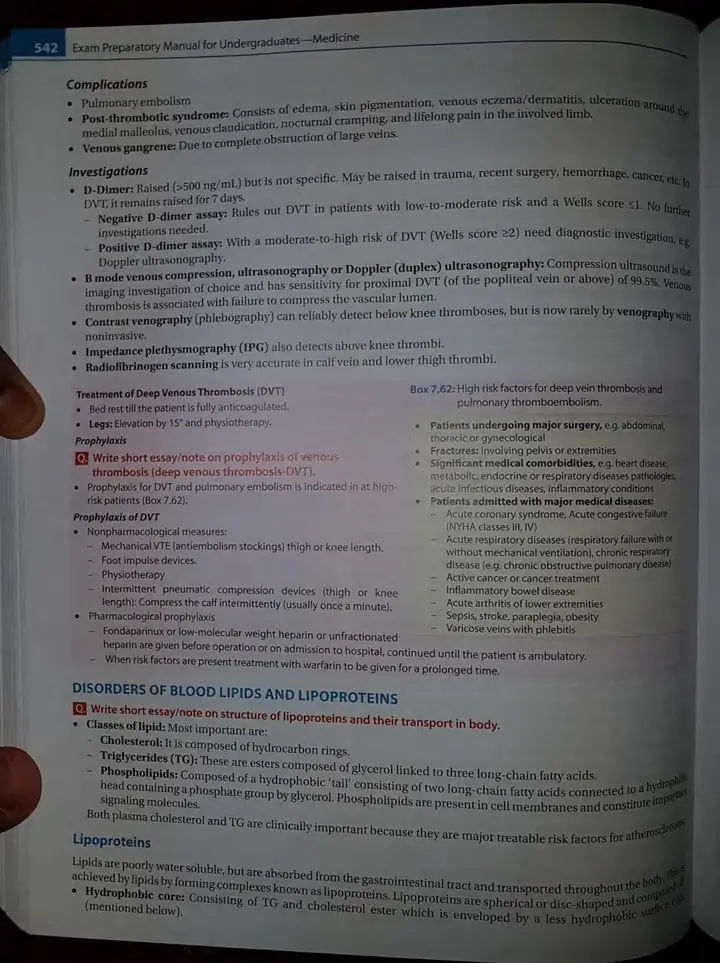 542 Exam Preparatory Manual for Undergraduates—Medicine
Complications
• Pulmonary embolism
• Post-thrombotic syndrome: Consists of edema, skin pigmentation, venous eczema/dermatitis, ulceration around the
medial malleolus, venous claudication, nocturnal cramping, and lifelong pain in the involved limb.
• Venous gangrene: Due to complete obstruction of large veins.
Investigations
• D-Dimer: Raised (>500 ng/mL) but is not specific. May be raised in trauma, recent surgery, hemorrhage, cancer, etc. In
DVT, it remains raised for 7 days.
– Negative D-dimer assay: Rules out DVT in patients with low-to-moderate risk and a Wells score ≤1. No further
investigations needed.
– Positive D-dimer assay: With a moderate-to-high risk of DVT (Wells score ≥2) need diagnostic investigation, e.g.
Doppler ultrasonography.
• B mode venous compression, ultrasonography or Doppler (duplex) ultrasonography: Compression ultrasound is the
imaging investigation of choice and has sensitivity for proximal DVT (of the popliteal vein or above) of 99.5%. Venous
thrombosis is associated with failure to compress the vascular lumen.
• Contrast venography (phlebography) can reliably detect below knee thromboses, but is now rarely by venography with
noninvasive.
• Impedance plethysmography (IPG) also detects above knee thrombi.
• Radiofibrinogen scanning is very accurate in calf vein and lower thigh thrombi.
Treatment of Deep Venous Thrombosis (DVT)
• Bed rest till the patient is fully anticoagulated.
• Legs: Elevation by 15° and physiotherapy.
Prophylaxis
Q. Write short essay/note on prophylaxis of venous
thrombosis (deep venous thrombosis-DVT).
• Prophylaxis for DVT and pulmonary embolism is indicated in at high-
risk patients (Box 7.62).
Prophylaxis of DVT
• Nonpharmacological measures:
– Mechanical VTE (antiembolism stockings) thigh or knee length.
– Foot impulse devices.
– Physiotherapy
– Intermittent pneumatic compression devices (thigh or knee
length): Compress the calf intermittently (usually once a minute).
• Pharmacological prophylaxis
– Fondaparinux or low-molecular weight heparin or unfractionated
heparin are given before operation or on admission to hospital, continued until the patient is ambulatory.
– When risk factors are present treatment with warfarin to be given for a prolonged time.
Box 7.62: High risk factors for deep vein thrombosis and
pulmonary thromboembolism.
• Patients undergoing major surgery, e.g. abdominal,
thoracic or gynecological
• Fractures: Involving pelvis or extremities
• Significant medical comorbidities, e.g. heart disease,
metabolic, endocrine or respiratory diseases pathologies,
acute infectious diseases, inflammatory conditions
• Patients admitted with major medical diseases:
– Acute coronary syndrome, Acute congestive failure
(NYHA classes III, IV)
– Acute respiratory diseases (respiratory failure with or
without mechanical ventilation), chronic respiratory
disease (e.g. chronic obstructive pulmonary disease)
– Active cancer or cancer treatment
– Inflammatory bowel disease
– Acute arthritis of lower extremities
– Sepsis, stroke, paraplegia, obesity
– Varicose veins with phlebitis
DISORDERS OF BLOOD LIPIDS AND LIPOPROTEINS
Q. Write short essay/note on structure of lipoproteins and their transport in body.
• Classes of lipid: Most important are:
– Cholesterol: It is composed of hydrocarbon rings.
– Triglycerides (TG): These are esters composed of glycerol linked to three long-chain fatty acids.
– Phospholipids: Composed of a hydrophobic 'tail' consisting of two long-chain fatty acids connected to a hydrophilic
head containing a phosphate group by glycerol. Phospholipids are present in cell membranes and constitute important
signaling molecules.
Both plasma cholesterol and TG are clinically important because they are major treatable risk factors for atherosclerosis
Lipoproteins
Lipids are poorly water soluble, but are absorbed from the gastrointestinal tract and transported throughout the body. This is
achieved by lipids by forming complexes known as lipoproteins. Lipoproteins are spherical or disc-shaped and composed of
• Hydrophobic core: Consisting of TG and cholesterol ester which is enveloped by a less hydrophobic surface
(mentioned below).